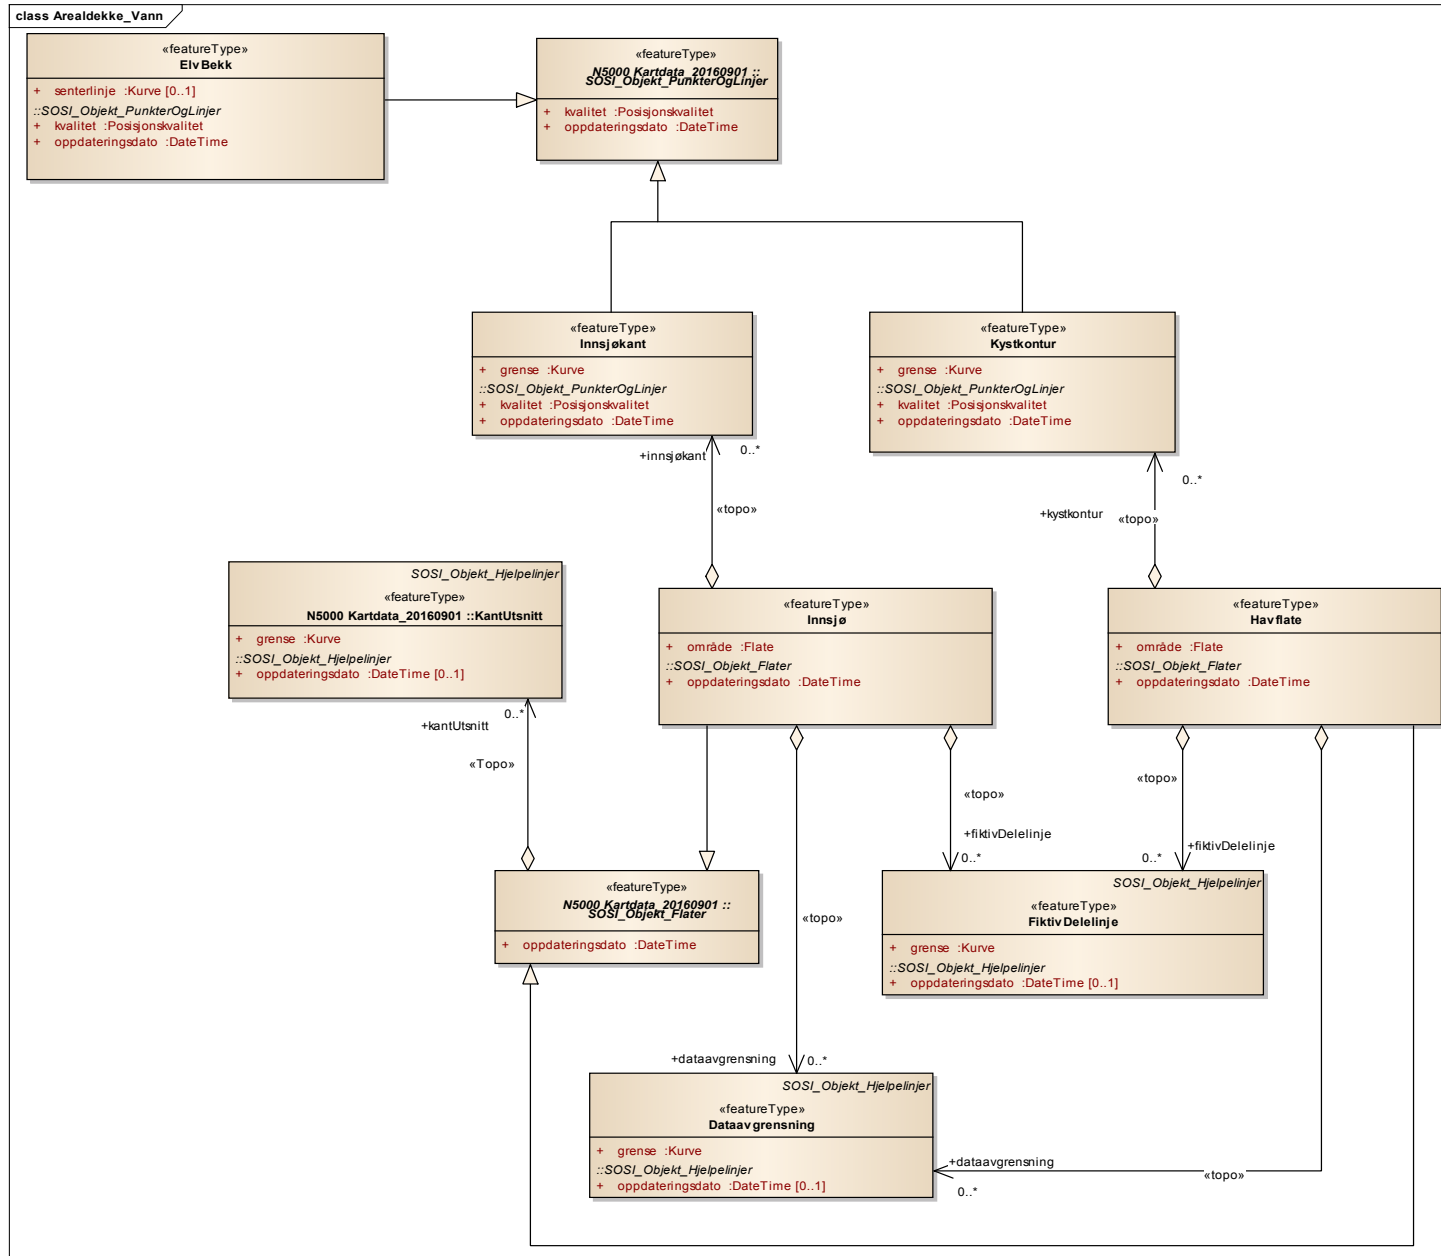 class Arealdekke_Vann
«featureType»
ElvBekk
+ senterlinje :Kurve [0..1]
::SOSI_Objekt_PunkterOgLinjer
+ kvalitet :Posisjonskvalitet
+ oppdateringsdato :DateTime
«featureType»
N5000 Kartdata_20160901 ::
SOSI_Objekt_PunkterOgLinjer
+ kvalitet :Posisjonskvalitet
+ oppdateringsdato :DateTime
«featureType»
Innsjøkant
+ grense :Kurve
::SOSI_Objekt_PunkterOgLinjer
+ kvalitet :Posisjonskvalitet
+ oppdateringsdato :DateTime
«featureType»
Kystkontur
+ grense :Kurve
::SOSI_Objekt_PunkterOgLinjer
+ kvalitet :Posisjonskvalitet
+ oppdateringsdato :DateTime
+innsjøkant
0..*
«topo»
0..*
+kystkontur
«topo»
SOSI_Objekt_Hjelpelinjer
«featureType»
N5000 Kartdata_20160901 ::KantUtsnitt
+ grense :Kurve
::SOSI_Objekt_Hjelpelinjer
+ oppdateringsdato :DateTime [0..1]
«featureType»
Innsjø
+ område :Flate
::SOSI_Objekt_Flater
+ oppdateringsdato :DateTime
«featureType»
Havflate
+ område :Flate
::SOSI_Objekt_Flater
+ oppdateringsdato :DateTime
0..*
+kantUtsnitt
«Topo»
«topo»
+fiktivDelelinje
0..*
«topo»
+fiktivDelelinje
0..*
«featureType»
N5000 Kartdata_20160901 ::
SOSI_Objekt_Flater
+ oppdateringsdato :DateTime
«topo»
SOSI_Objekt_Hjelpelinjer
«featureType»
FiktivDelelinje
+ grense :Kurve
::SOSI_Objekt_Hjelpelinjer
+ oppdateringsdato :DateTime [0..1]
+dataavgrensning
0..*
SOSI_Objekt_Hjelpelinjer
«featureType»
Dataavgrensning
+ grense :Kurve
::SOSI_Objekt_Hjelpelinjer
+ oppdateringsdato :DateTime [0..1]
+dataavgrensning
0..*
«topo»